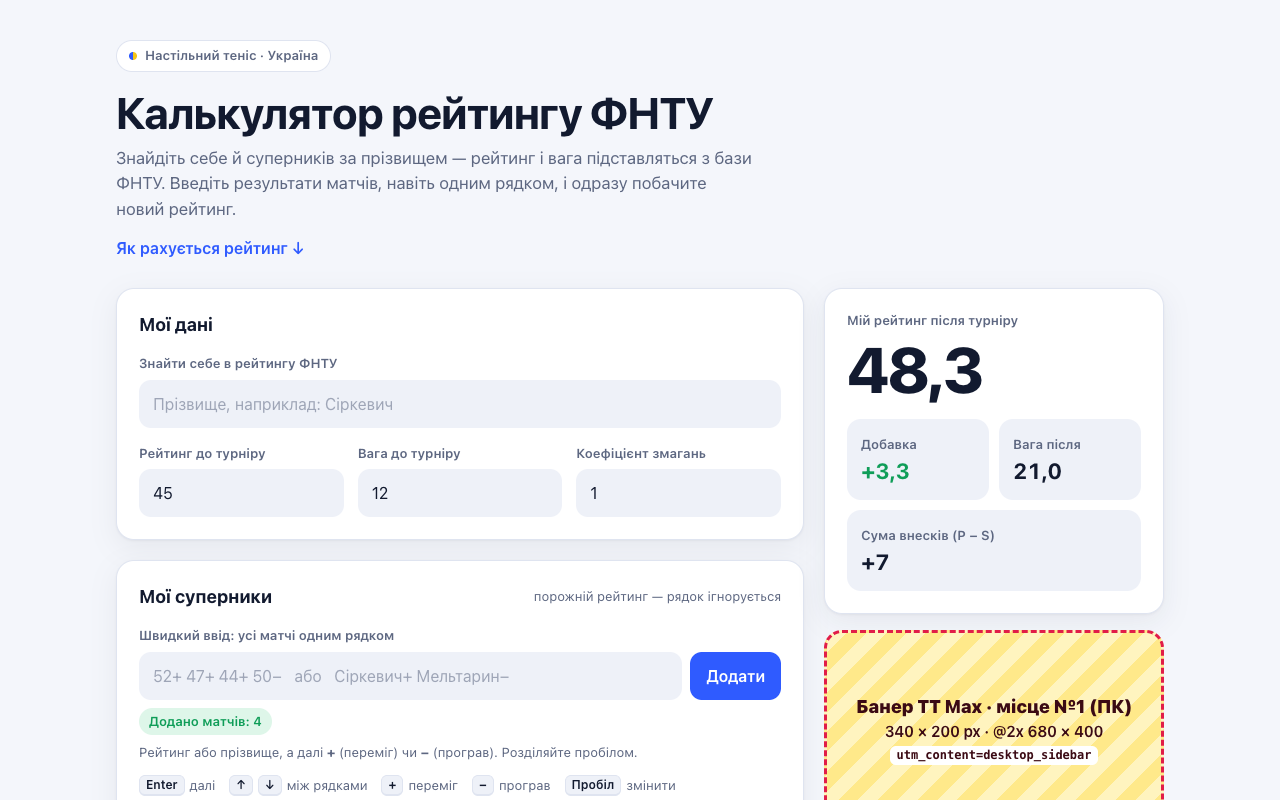 Настільний теніс · Україна
Калькулятор рейтингу ФНТУ
Знайдіть себе й суперників за прізвищем — рейтинг і вага підставляться з бази
ФНТУ. Введіть результати матчів, навіть одним рядком, і одразу побачите
новий рейтинг.
Як рахується рейтинг ↓
Мої дані
Знайти себе в рейтингу ФНТУ
Прізвище, наприклад: Сіркевич
Рейтинг до турніру
Вага до турніру
Коефіцієнт змагань
45
12
1
Мої суперники
порожній рейтинг — рядок ігнорується
Швидкий ввід: усі матчі одним рядком
52+ 47+ 44+ 50− або Сіркевич+ Мельтарин−
Додати
Додано матчів: 4
Рейтинг або прізвище, а далі + (переміг) чи − (програв). Розділяйте пробілом.
Enter далі ↑ ↓ між рядками + переміг − програв Пробіл змінити
Мій рейтинг після турніру
48,3
Добавка
+3,3
Вага після
21,0
Сума внесків (P − S)
+7
Банер TT Max · місце №1 (ПК)
340 × 200 px · @2x 680 × 400
utm_content=desktop_sidebar